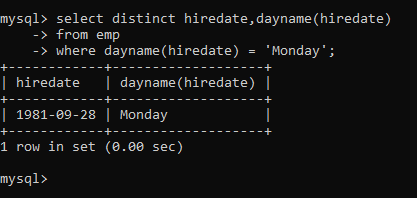 mysql> select distinct hiredate,dayname(hiredate)
    -> from emp
    -> where dayname(hiredate) = 'Monday';
+------------+-------------------+
| hiredate   | dayname(hiredate) |
+------------+-------------------+
| 1981-09-28 | Monday            |
+------------+-------------------+
1 row in set (0.00 sec)

mysql>